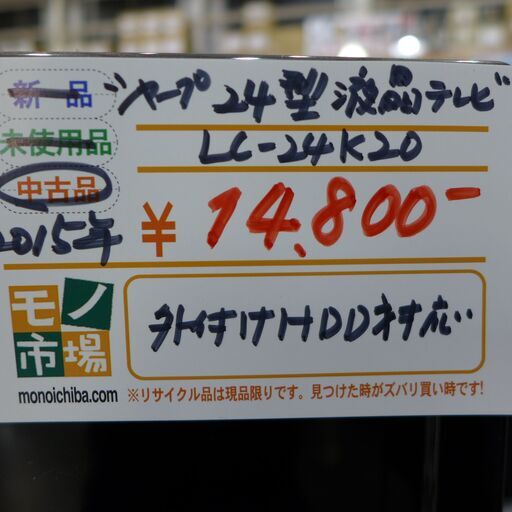 新品
シャープ 24型液晶テレビ
未使用品
LC-24K20
中古品
2015年
¥14,800-
モノ市場
外付けHDD対応
monoichiba.com
※リサイクル品は現品限りです。見つけた時がズバリ買い時です!